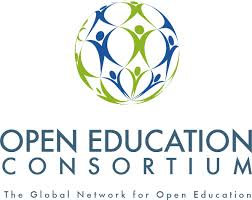 OPEN EDUCATION
CONSORTIUM
The Global Network for Open Education